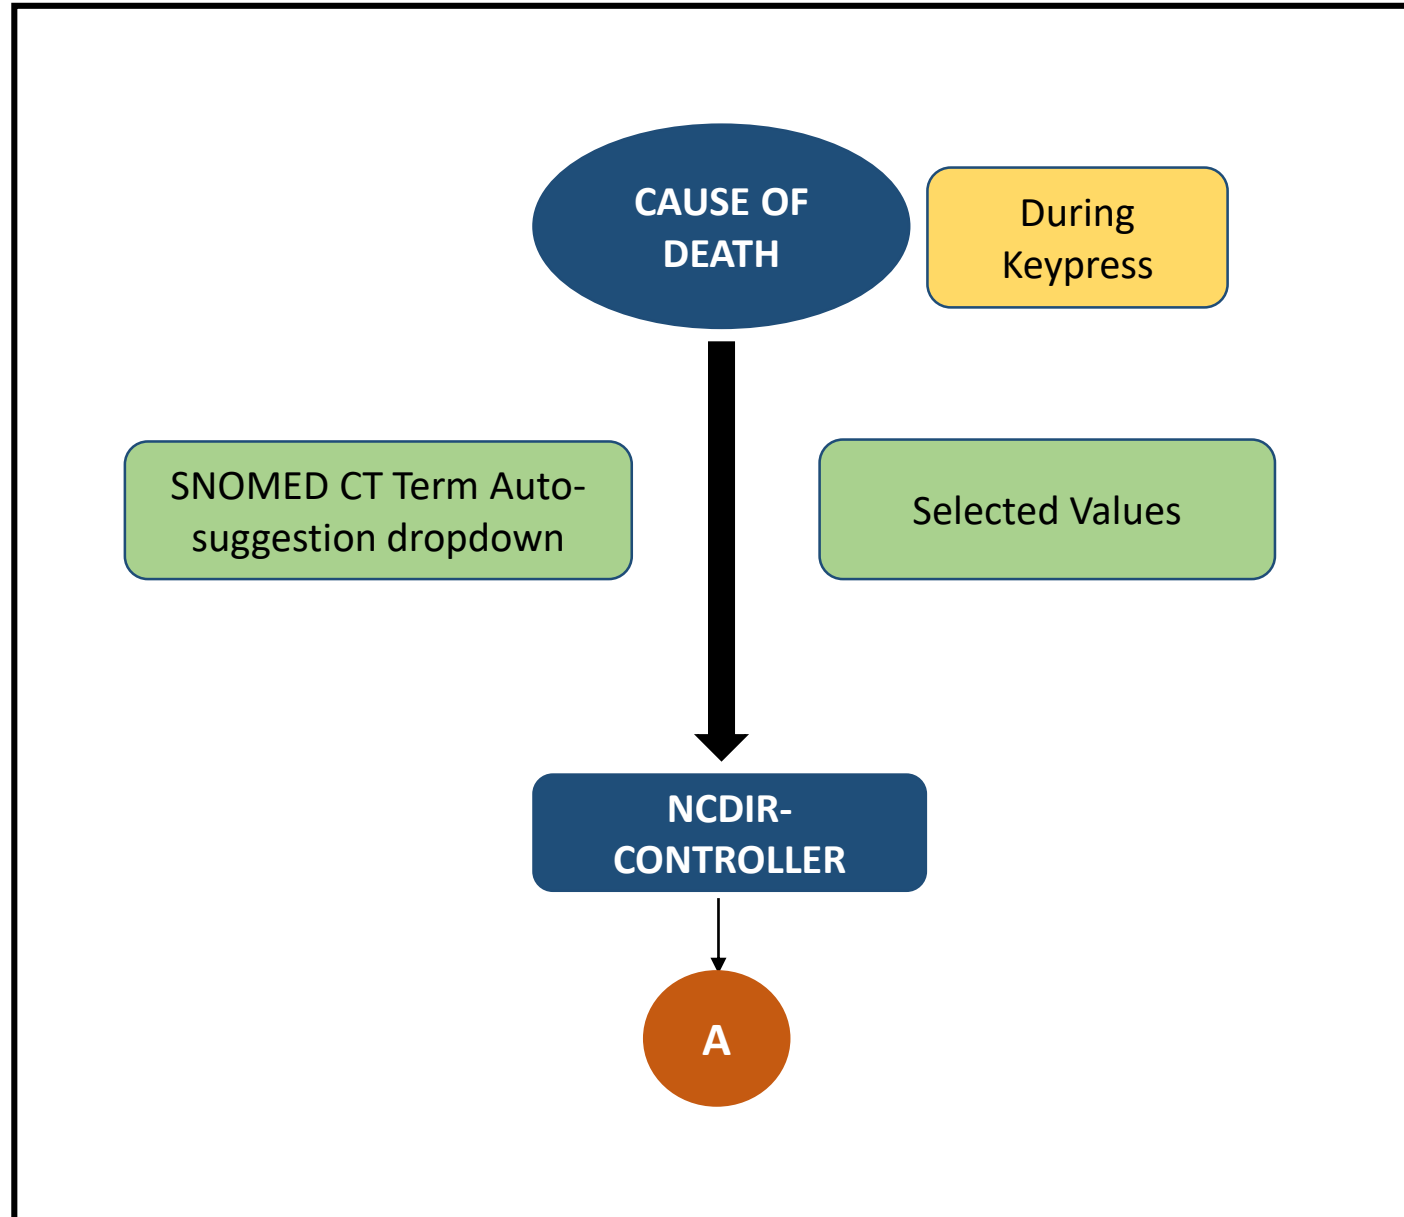 CAUSE OF
DEATH
During
Keypress
SNOMED CT Term Auto-
suggestion dropdown
Selected Values
NCDIR-
CONTROLLER
A